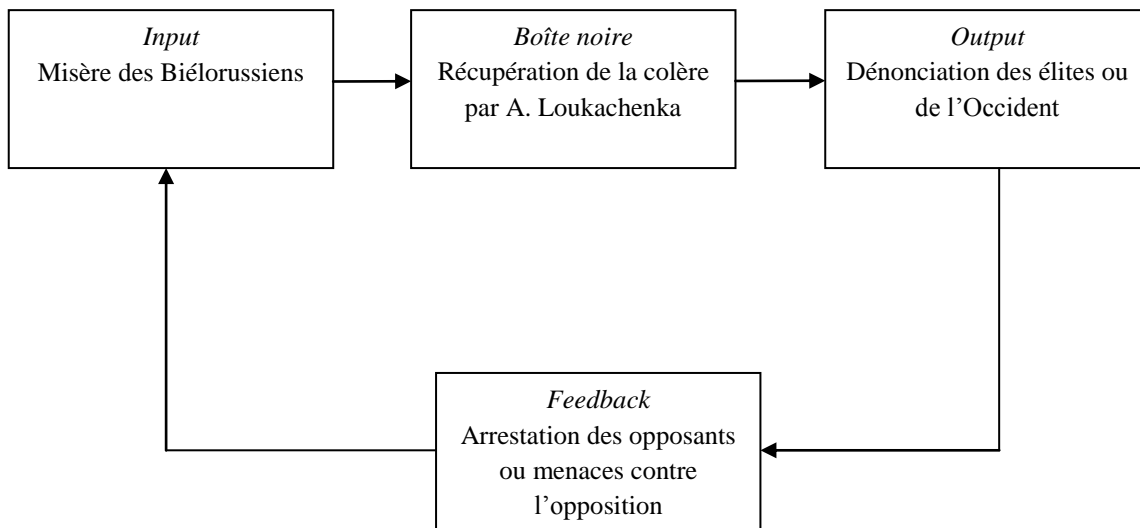 Input
Misère des Biélorussiens
Boîte noire
Récupération de la colère
par A. Loukachenka
Output
Dénonciation des élites ou
de l’Occident
Feedback
Arrestation des opposants
ou menaces contre
l’opposition